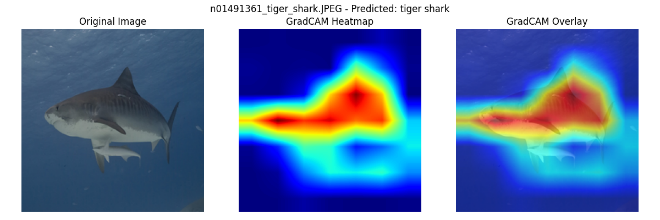 n01491361_tiger_shark.JPEG - Predicted: tiger shark
Original Image
GradCAM Heatmap
GradCAM Overlay